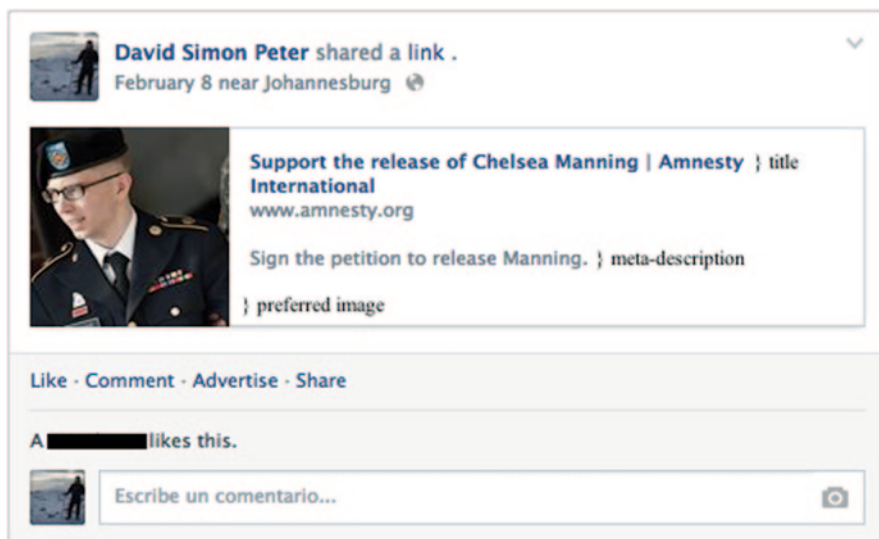 David Simon Peter shared a link .
February 8 near Johannesburg
Support the release of Chelsea Manning | Amnesty } title
International
www.amnesty.org
Sign the petition to release Manning. } meta-description
} preferred image
Like · Comment · Advertise · Share
A likes this.
Escribe un comentario...